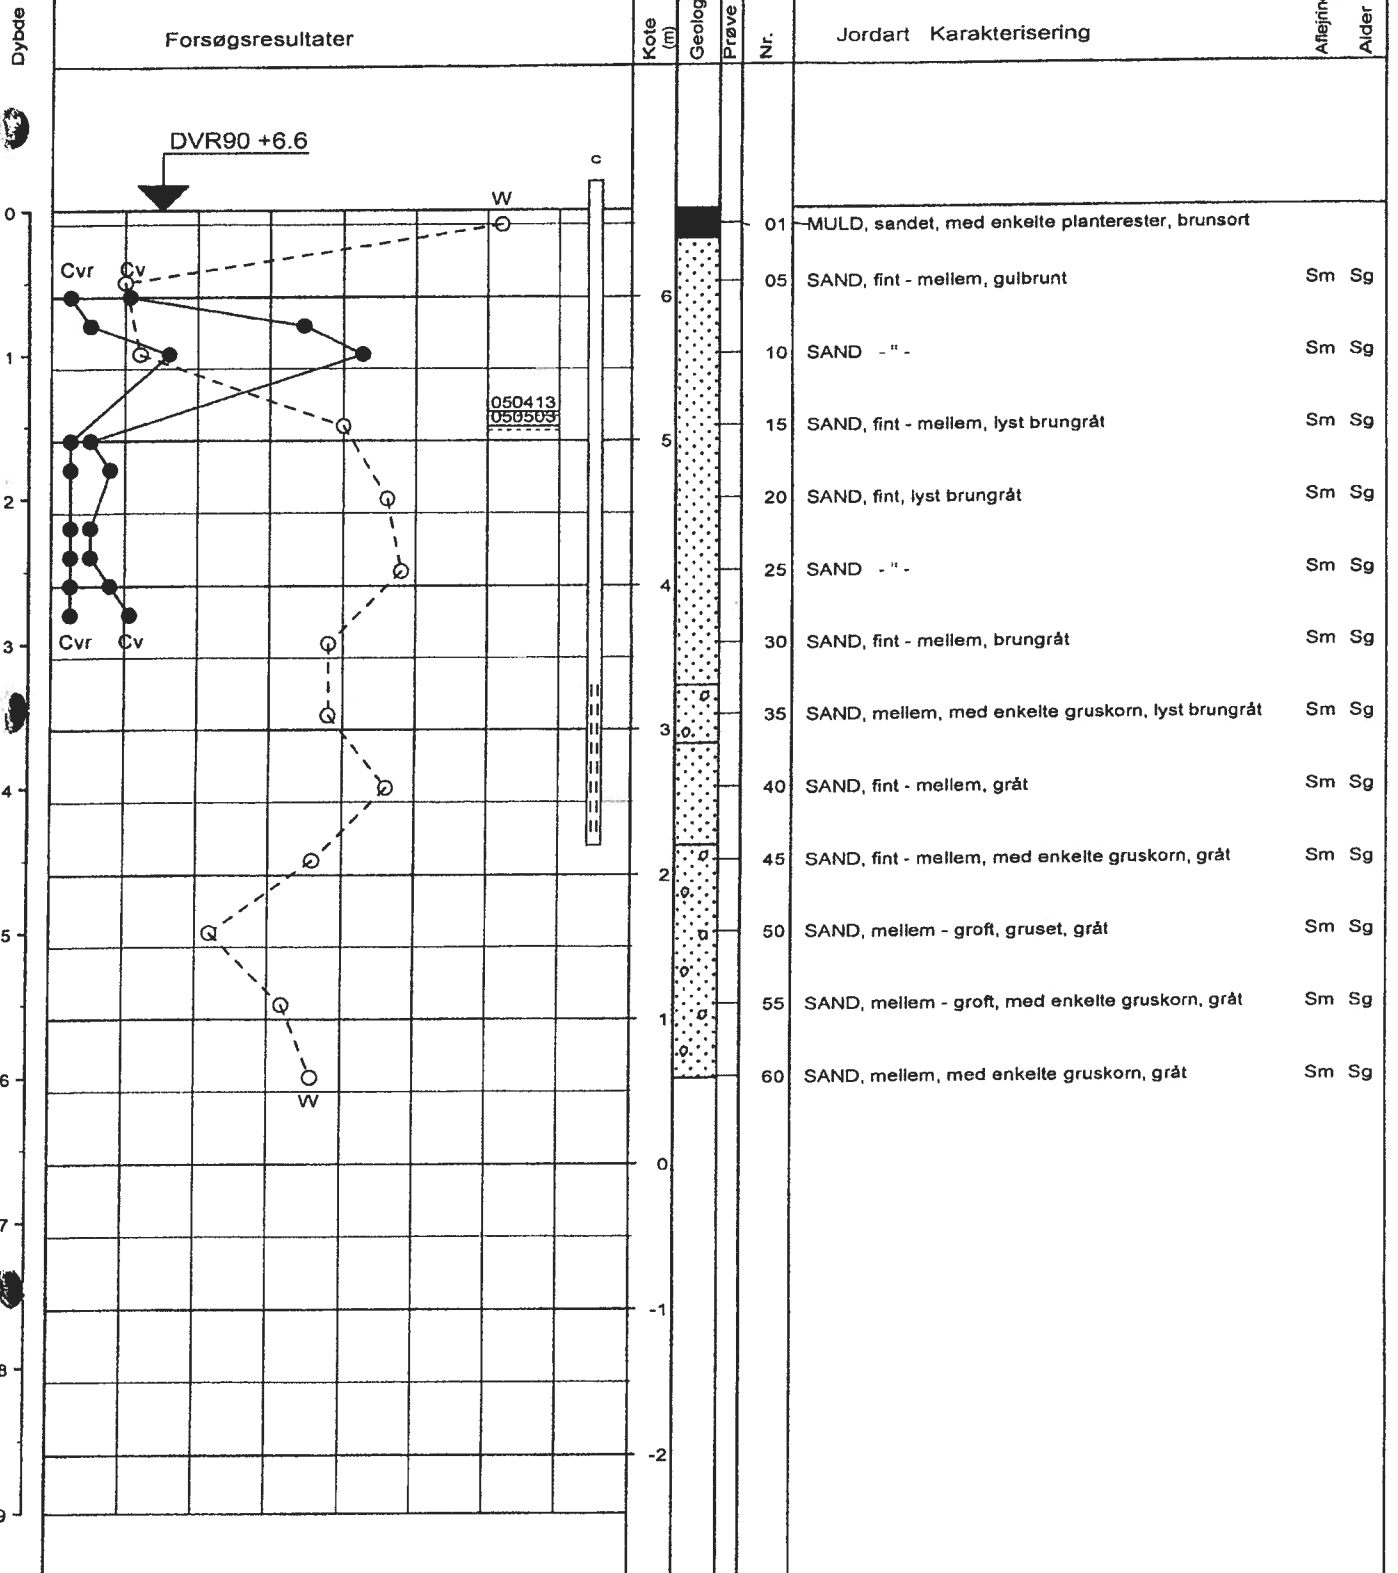 Dybde Forsøgsresultater Kote (m) Geologi Prøve Nr. Jordart Karakterisering Aflejring Alder
DVR90 +6.6
c
W
0
01 MULD, sandet, med enkelte planterester, brunsort
Cvr Cv
05 SAND, fint - mellem, gulbrunt Sm Sg
6
1 10 SAND - " - Sm Sg
050413
050503
15 SAND, fint - mellem, lyst brungråt Sm Sg
5
2 20 SAND, fint, lyst brungråt Sm Sg
25 SAND - " - Sm Sg
4
Cvr Cv
3 30 SAND, fint - mellem, brungråt Sm Sg
35 SAND, mellem, med enkelte gruskorn, lyst brungråt Sm Sg
3
4 40 SAND, fint - mellem, gråt Sm Sg
45 SAND, fint - mellem, med enkelte gruskorn, gråt Sm Sg
2
5 50 SAND, mellem - groft, gruset, gråt Sm Sg
55 SAND, mellem - groft, med enkelte gruskorn, gråt Sm Sg
1
6 60 SAND, mellem, med enkelte gruskorn, gråt Sm Sg
W
0
7
-1
8
-2
9